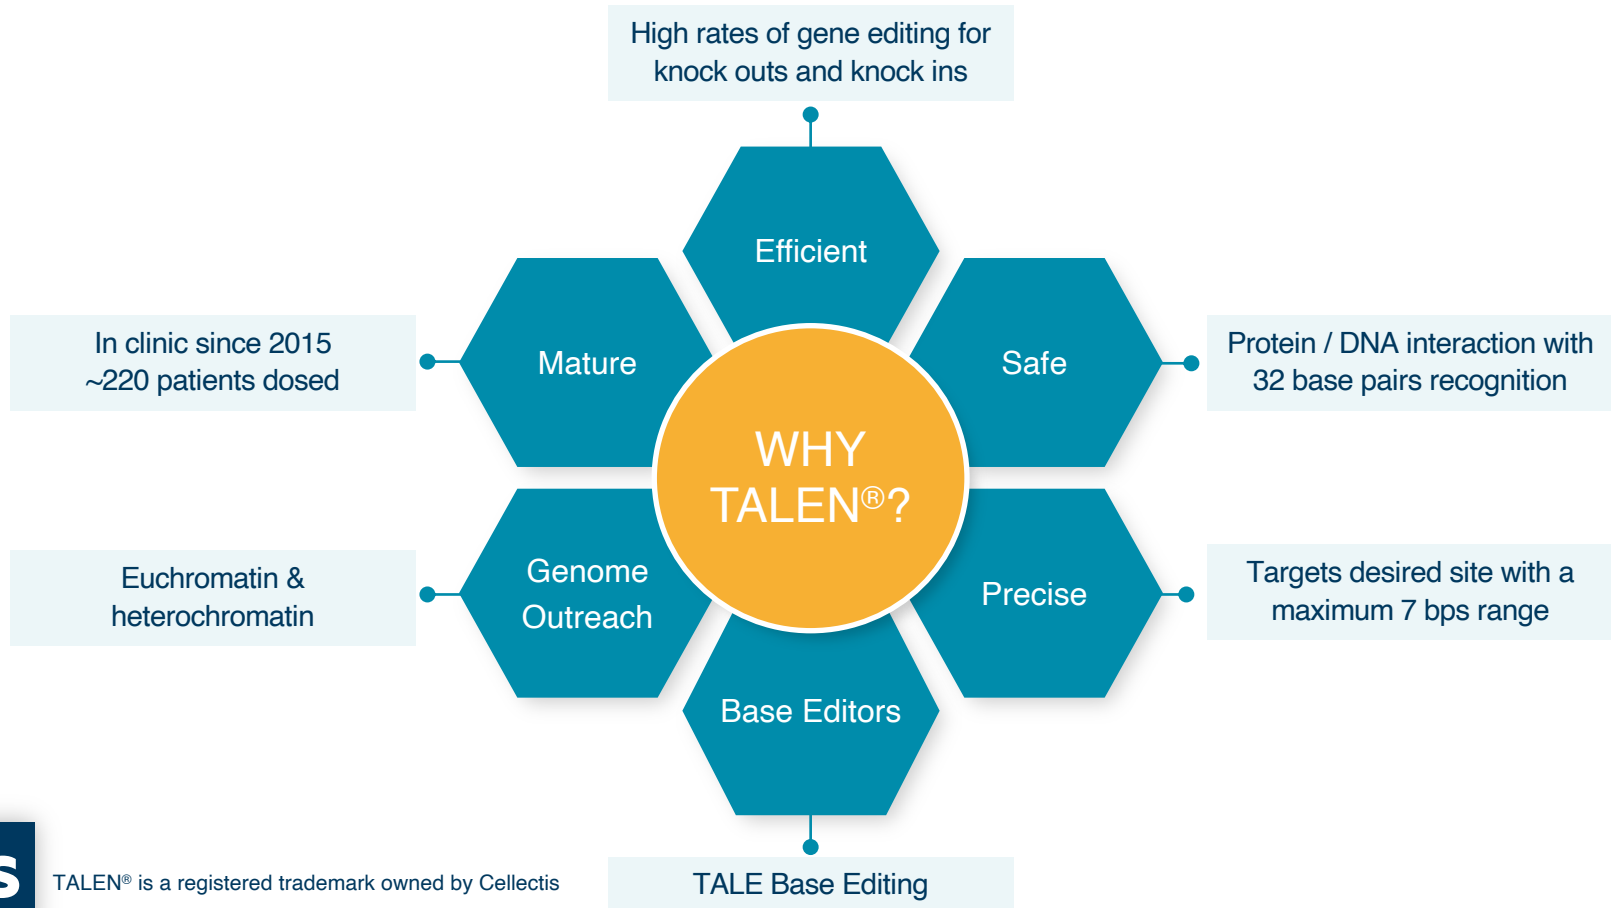 High rates of gene editing for
knock outs and knock ins
Efficient
Mature
Safe
In clinic since 2015
~220 patients dosed
Protein / DNA interaction with
32 base pairs recognition
WHY
TALEN®?
Genome
Outreach
Precise
Euchromatin &
heterochromatin
Targets desired site with a
maximum 7 bps range
Base Editors
TALE Base Editing
s
TALEN® is a registered trademark owned by Cellectis